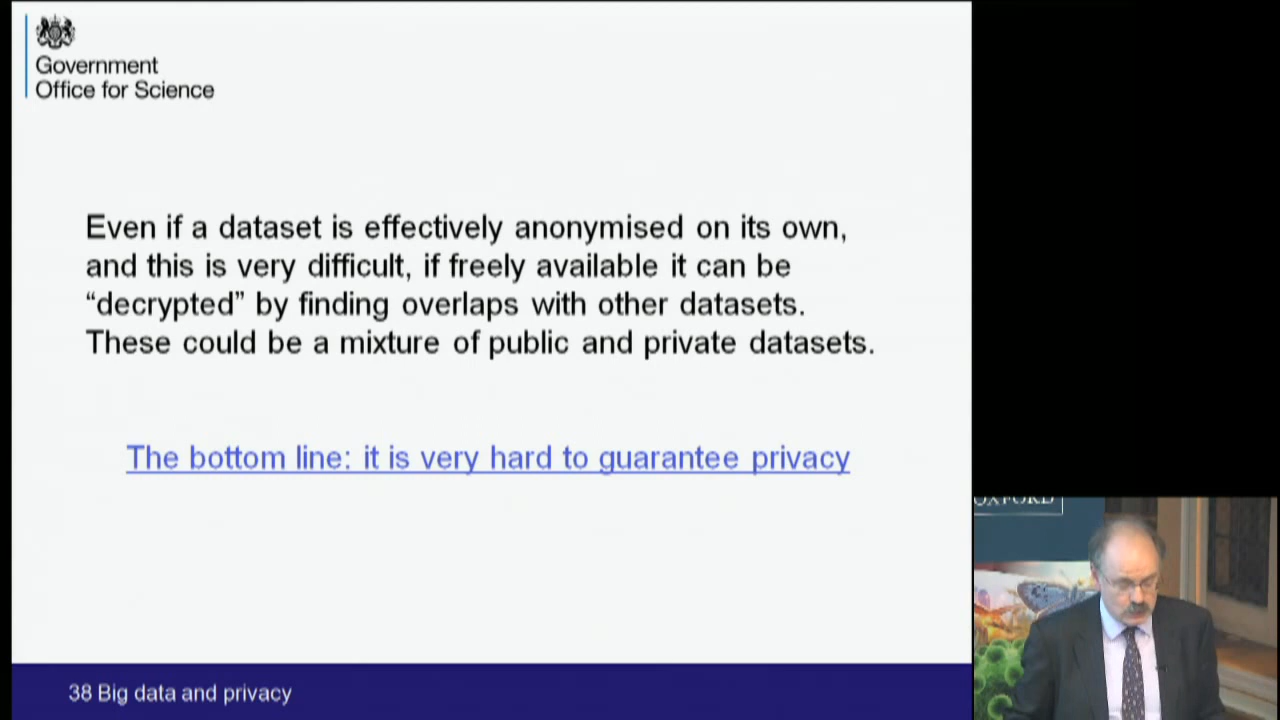 Government
Office for Science
Even if a dataset is effectively anonymised on its own,
and this is very difficult, if freely available it can be
“decrypted” by finding overlaps with other datasets.
These could be a mixture of public and private datasets.
The bottom line: it is very hard to guarantee privacy
38 Big data and privacy
OXFORD